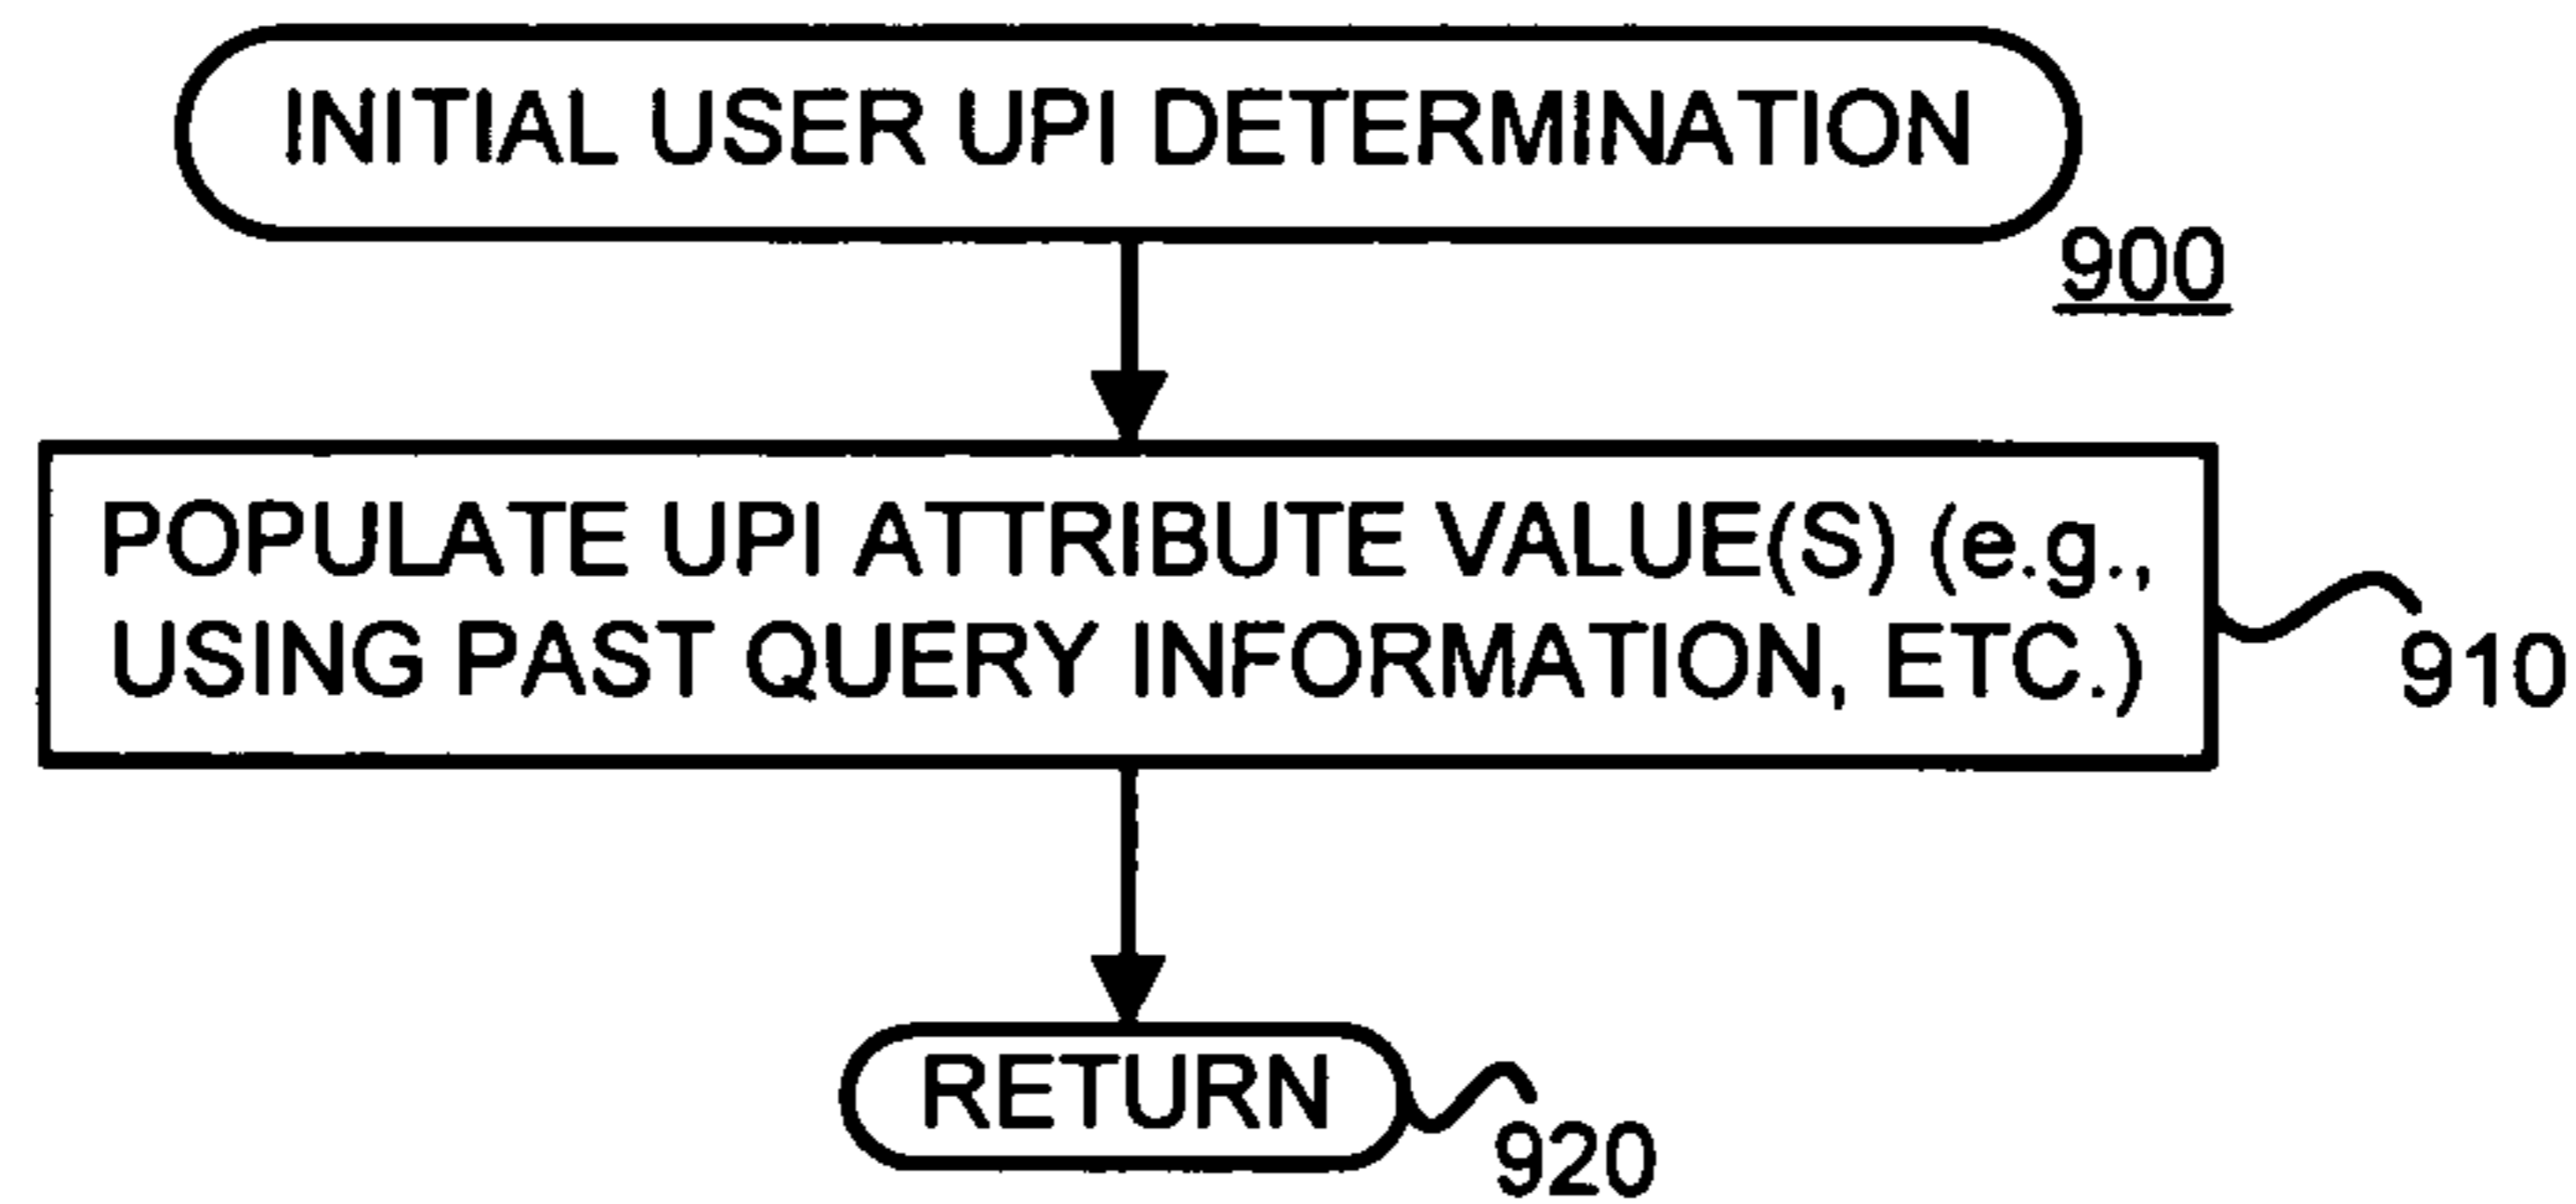 INITIAL USER UPI DETERMINATION
900
POPULATE UPI ATTRIBUTE VALUE(S) (e.g.,
USING PAST QUERY INFORMATION, ETC.)
910
RETURN
920